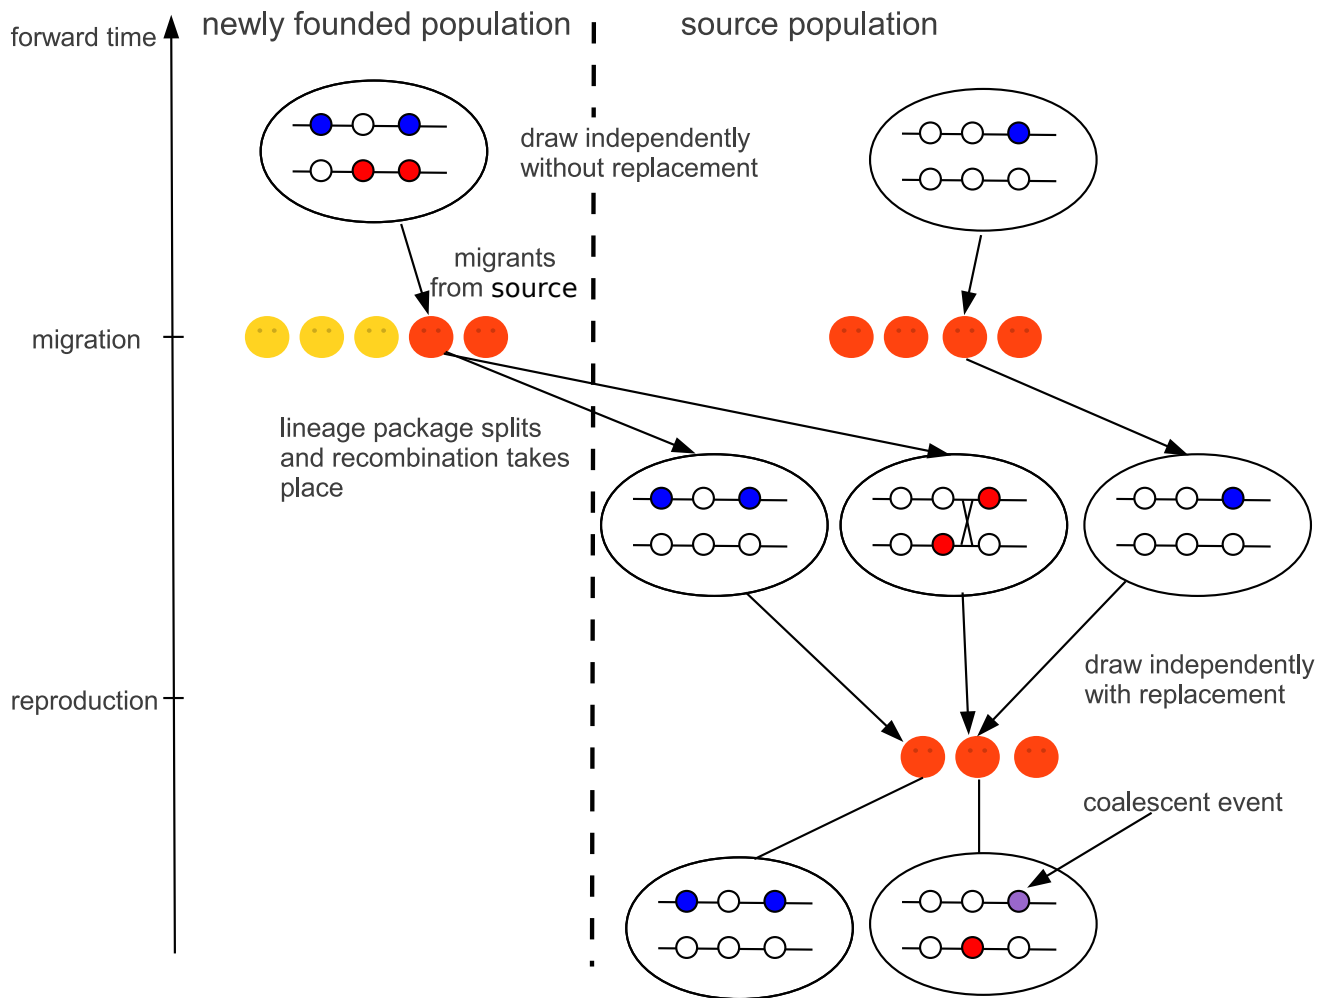 forward time
newly founded population
source population
draw independently
without replacement
migrants
from source
migration
lineage package splits
and recombination takes
place
draw independently
with replacement
reproduction
coalescent event